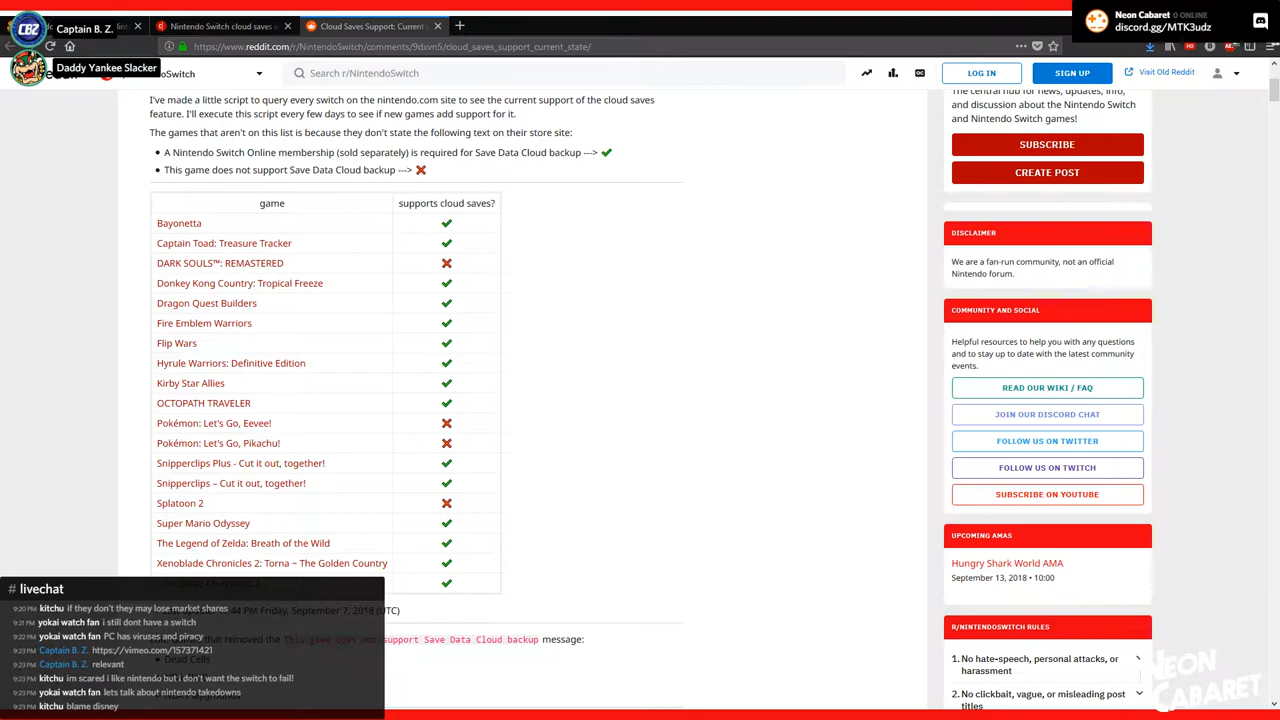 Captain B. Z.
Nintendo Switch cloud saves
Cloud Saves Support: Current
Neon Cabaret 0 ONLINE
discord.gg/MTK3udz
https://www.reddit.com/r/NintendoSwitch/comments/9dxvn5/cloud_saves_support_current_state/
Daddy Yankee Slacker
Search r/NintendoSwitch
LOG IN
SIGN UP
Visit Old Reddit
I've made a little script to query every switch on the nintendo.com site to see the current support of the cloud saves
feature. I'll execute this script every few days to see if new games add support for it.
The games that aren't on this list is because they don't state the following text on their store site:
A Nintendo Switch Online membership (sold separately) is required for Save Data Cloud backup --->
This game does not support Save Data Cloud backup --->
game supports cloud saves?
Bayonetta
Captain Toad: Treasure Tracker
DARK SOULS™: REMASTERED
Donkey Kong Country: Tropical Freeze
Dragon Quest Builders
Fire Emblem Warriors
Flip Wars
Hyrule Warriors: Definitive Edition
Kirby Star Allies
OCTOPATH TRAVELER
Pokémon: Let's Go, Eevee!
Pokémon: Let's Go, Pikachu!
Snipperclips Plus - Cut it out, together!
Snipperclips – Cut it out, together!
Splatoon 2
Super Mario Odyssey
The Legend of Zelda: Breath of the Wild
Xenoblade Chronicles 2: Torna ~ The Golden Country
44 PM Friday, September 7, 2018 (UTC)
This game does not support Save Data Cloud backup message:
Dead Cells
# livechat
9:20 PM kitchu if they don't they may lose market shares
9:21 PM yokai watch fan i still dont have a switch
9:22 PM yokai watch fan PC has viruses and piracy
9:23 PM Captain B. Z. https://vimeo.com/157371421
9:23 PM Captain B. Z. relevant
9:23 PM kitchu im scared i like nintendo but i don't want the switch to fail!
9:23 PM yokai watch fan lets talk about nintendo takedowns
9:23 PM kitchu blame disney
The central hub for news, updates, info,
and discussion about the Nintendo Switch
and Nintendo Switch games!
SUBSCRIBE
CREATE POST
DISCLAIMER
We are a fan-run community, not an official
Nintendo forum.
COMMUNITY AND SOCIAL
Helpful resources to help you with any questions
and to stay up to date with the latest community
events.
READ OUR WIKI / FAQ
JOIN OUR DISCORD CHAT
FOLLOW US ON TWITTER
FOLLOW US ON TWITCH
SUBSCRIBE ON YOUTUBE
UPCOMING AMAS
Hungry Shark World AMA
September 13, 2018 • 10:00
R/NINTENDOSWITCH RULES
1. No hate-speech, personal attacks, or
harassment
2. No clickbait, vague, or misleading post
titles
NEON
CABARET